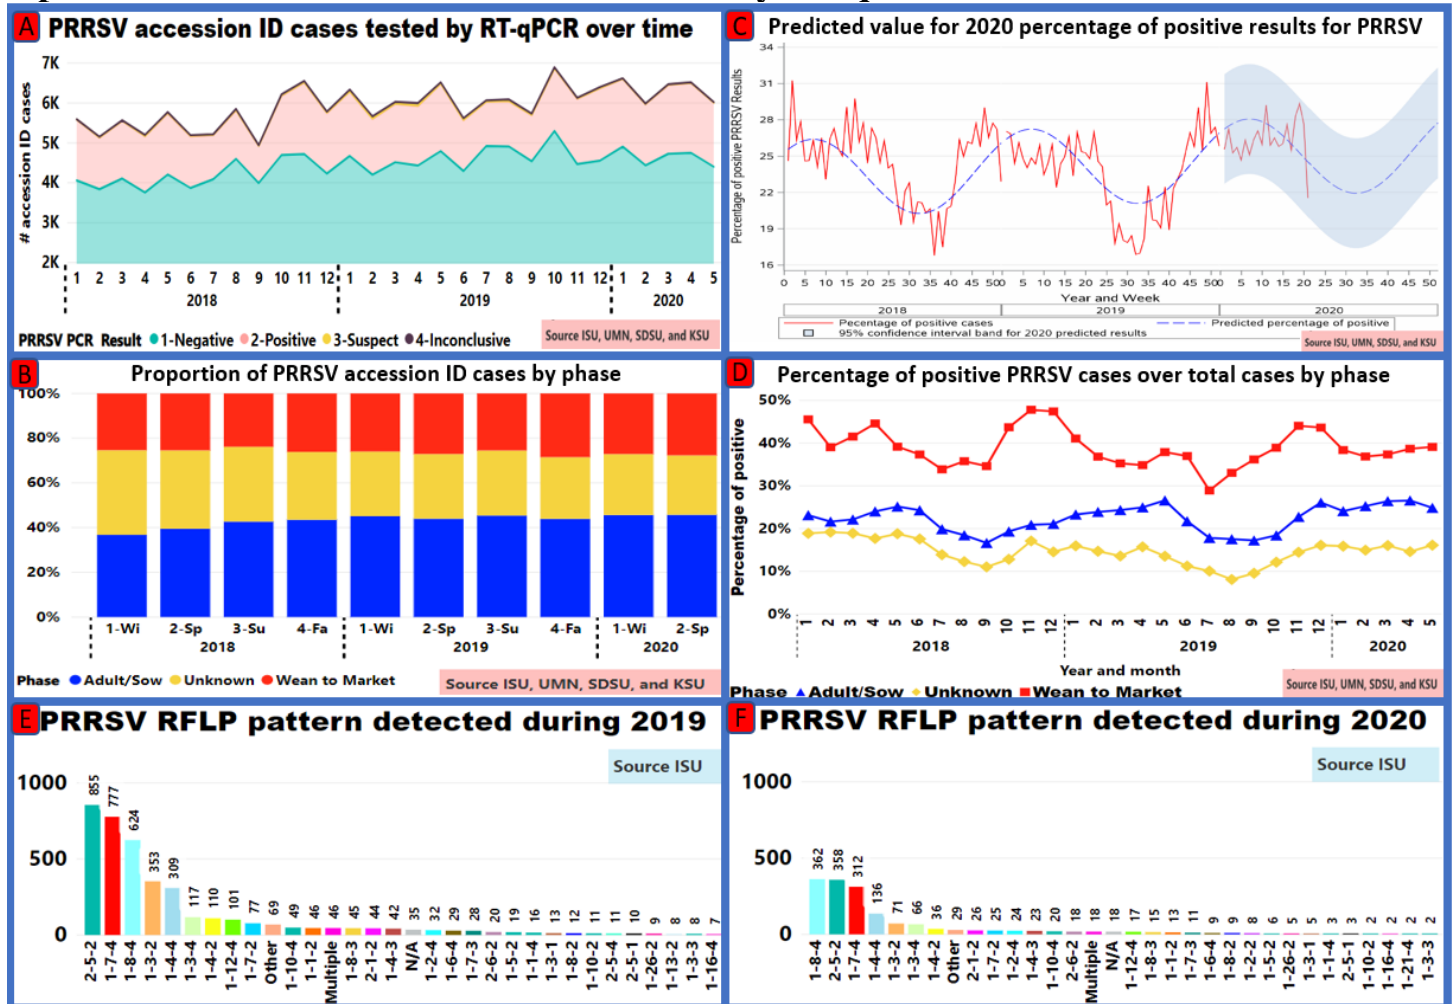 A PRRSV accession ID cases tested by RT-qPCR over time
# accession ID cases
7K
6K
5K
4K
3K
2K
1 2 3 4 5 6 7 8 9 10 11 12 1 2 3 4 5 6 7 8 9 10 11 12 1 2 3 4 5
2018 2019 2020
PRRSV PCR Result 1-Negative 2-Positive 3-Suspect 4-Inconclusive
Source ISU, UMN, SDSU, and KSU
C Predicted value for 2020 percentage of positive results for PRRSV
Percentage of positive PRRSV Results
34
31
28
25
22
19
16
0 5 10 15 20 25 30 35 40 45 500 5 10 15 20 25 30 35 40 45 500 5 10 15 20 25 30 35 40 45 50
Year and Week
2018 2019 2020
Pecentage of positive cases Predicted percentage of positive
95% confidence interval band for 2020 predicted results
Source ISU, UMN, SDSU, and KSU
B Proportion of PRRSV accession ID cases by phase
100%
80%
60%
40%
20%
0%
1-Wi 2-Sp 3-Su 4-Fa 1-Wi 2-Sp 3-Su 4-Fa 1-Wi 2-Sp
2018 2019 2020
Phase Adult/Sow Unknown Wean to Market
Source ISU, UMN, SDSU, and KSU
D Percentage of positive PRRSV cases over total cases by phase
Percentage of positive
50%
40%
30%
20%
10%
0%
1 2 3 4 5 6 7 8 9 10 11 12 1 2 3 4 5 6 7 8 9 10 11 12 1 2 3 4 5
2018 2019 2020
Year and month
Phase Adult/Sow Unknown Wean to Market
Source ISU, UMN, SDSU, and KSU
E PRRSV RFLP pattern detected during 2019
Source ISU
1000
500
0
855 777 624 353 309 117 110 101 77 69 49 46 46 45 44 42 35 32 29 28 20 19 16 13 12 11 11 10 9 8 8 7
2-5-2 1-7-4 1-8-4 1-3-2 1-4-4 1-3-4 1-4-2 1-12-4 1-7-2 Other 1-10-4 1-1-2 Multiple 1-8-3 2-1-2 1-4-3 N/A 1-2-4 1-6-4 1-7-3 2-6-2 1-5-2 1-1-4 1-3-1 1-8-2 1-10-2 2-5-4 2-5-1 1-26-2 1-13-2 1-3-3 1-16-4
F PRRSV RFLP pattern detected during 2020
Source ISU
1000
500
0
362 358 312 136 71 66 36 29 26 25 24 23 20 18 18 18 17 15 13 11 9 9 8 6 5 5 3 3 2 2 2 2
1-8-4 2-5-2 1-7-4 1-4-4 1-3-2 1-3-4 1-4-2 Other 2-1-2 1-7-2 1-2-4 1-4-3 1-10-4 2-6-2 Multiple N/A 1-12-4 1-8-3 1-1-2 1-7-3 1-6-4 1-8-2 1-1-4 1-5-2 1-26-2 1-3-1 1-1-4 2-5-1 1-10-2 1-16-4 1-21-4 1-3-3